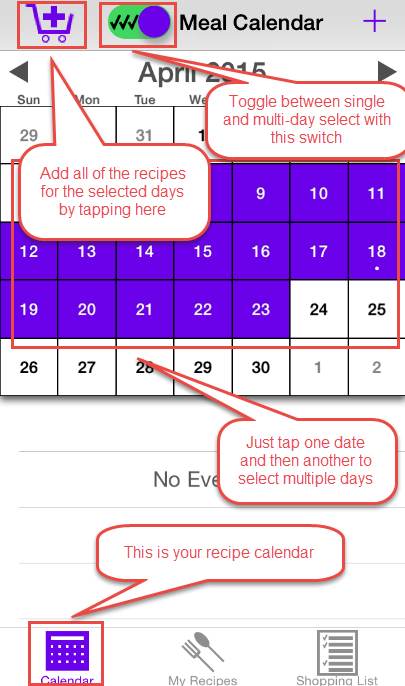 Meal Calendar
April 2015
Toggle between single
and multi-day select with
this switch
Sun Mon Tue
29 31 1
Add all of the recipes
for the selected days
by tapping here
9 10 11
12 13 14 15 16 17 18
19 20 21 22 23 24 25
26 27 28 29 30 1 2
Just tap one date
and then another to
select multiple days
No Eve
This is your recipe calendar
Calendar My Recipes Shopping List